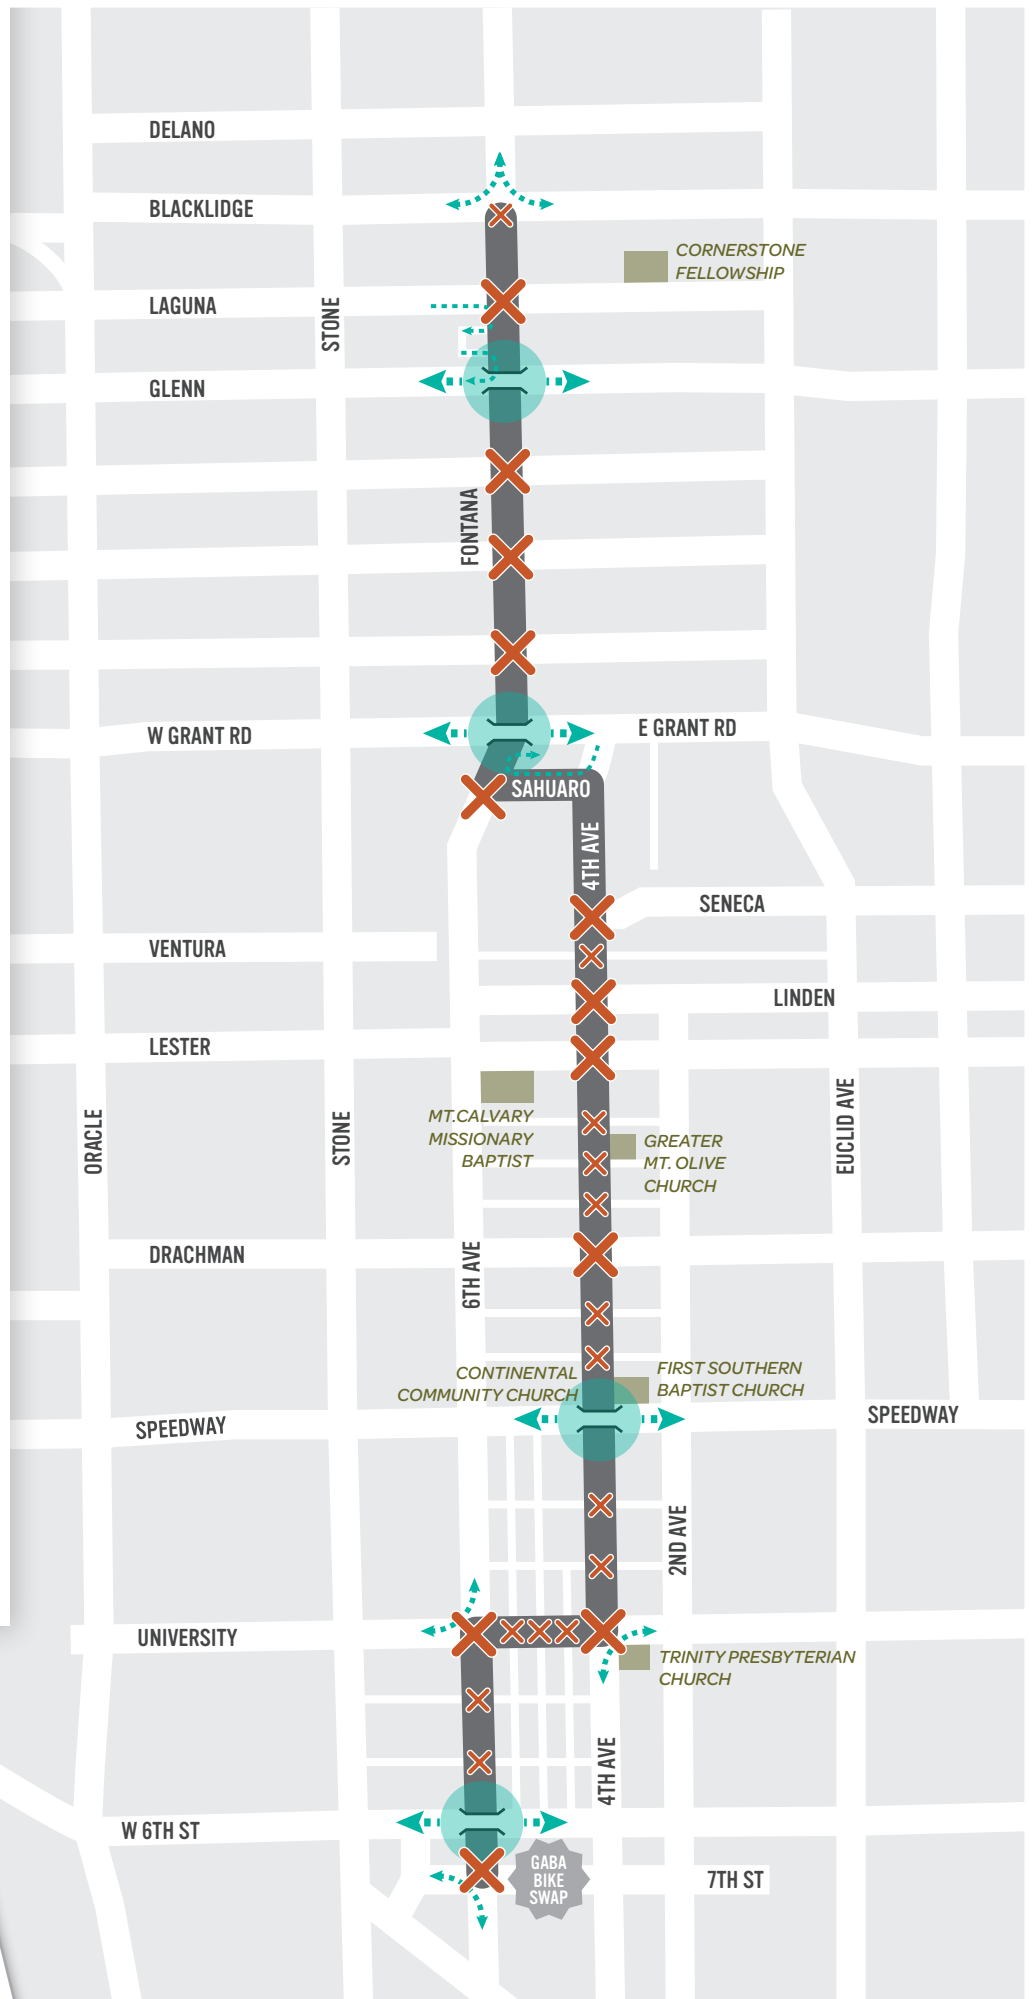 DELANO
BLACKLIDGE
CORNERSTONE
FELLOWSHIP
LAGUNA
STONE
GLENN
FONTANA
W GRANT RD
E GRANT RD
SAHUARO
4TH AVE
SENECA
VENTURA
LINDEN
LESTER
ORACLE
STONE
MT.CALVARY
MISSIONARY
BAPTIST
GREATER
MT. OLIVE
CHURCH
EUCLID AVE
DRACHMAN
6TH AVE
CONTINENTAL
COMMUNITY CHURCH
FIRST SOUTHERN
BAPTIST CHURCH
SPEEDWAY
SPEEDWAY
2ND AVE
UNIVERSITY
TRINITY PRESBYTERIAN
CHURCH
4TH AVE
W 6TH ST
GABA
BIKE
SWAP
7TH ST